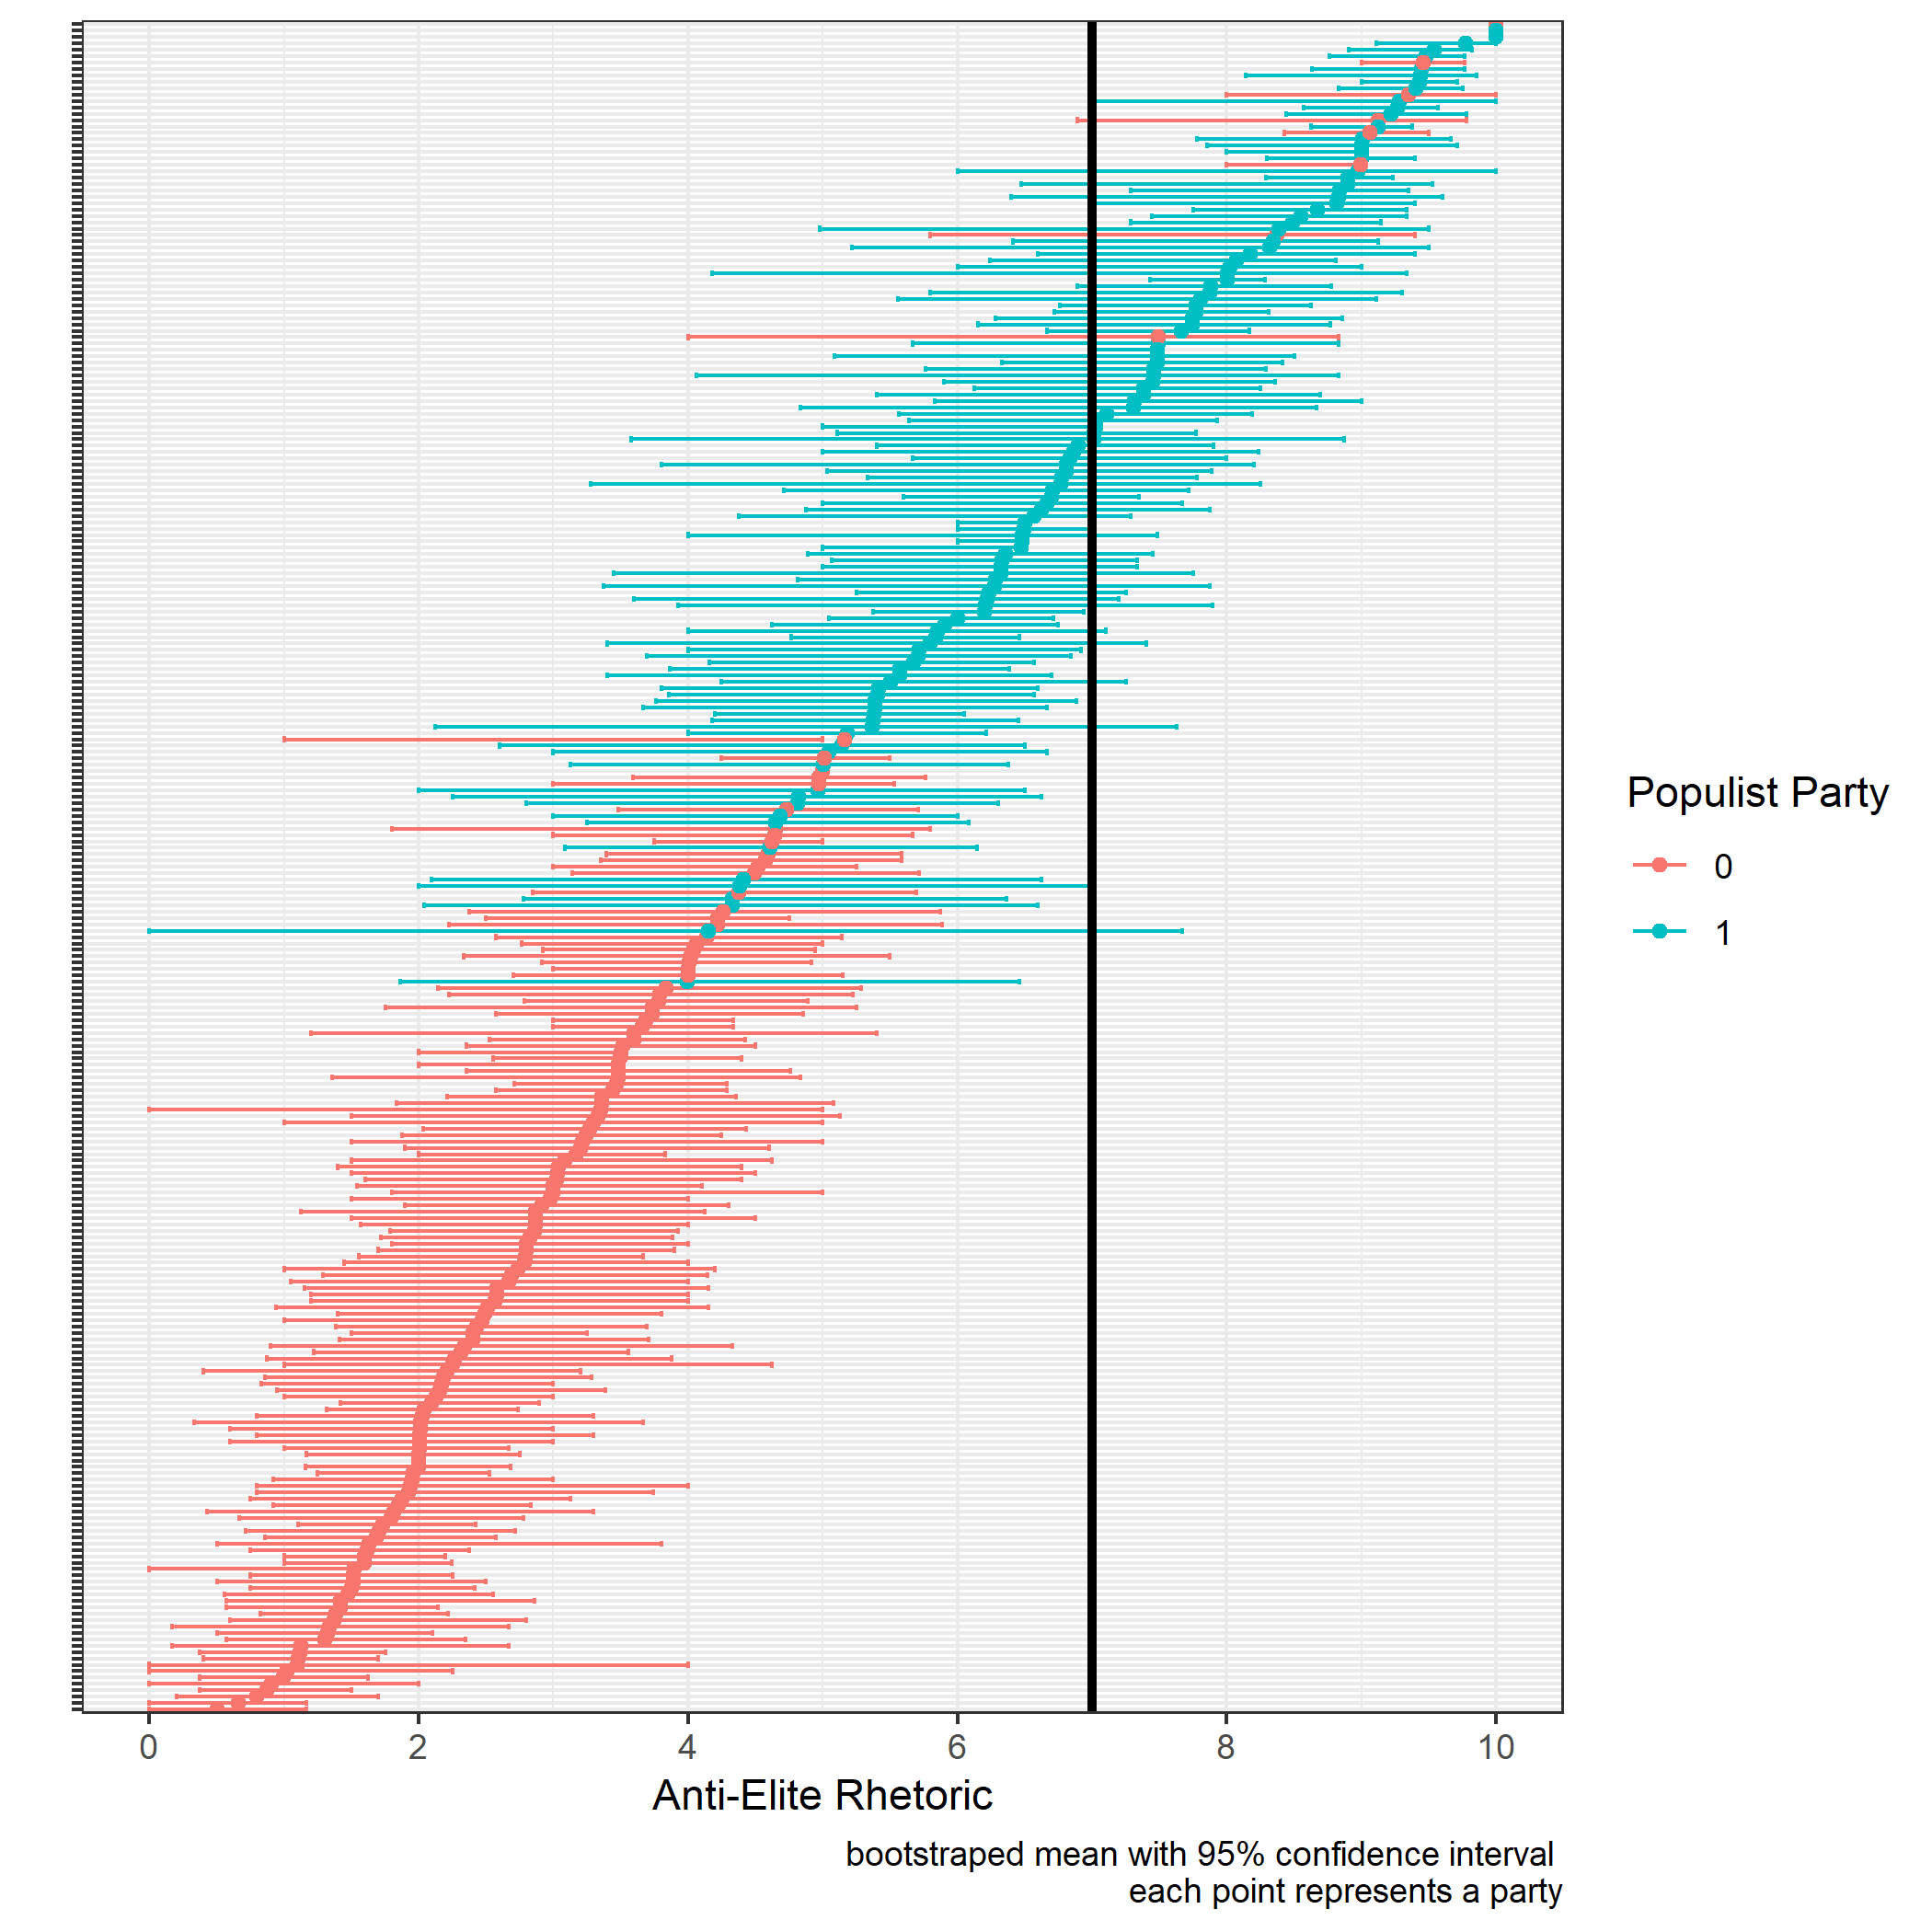 Populist Party
0
1
0 2 4 6 8 10
Anti-Elite Rhetoric
bootstraped mean with 95% confidence interval
each point represents a party